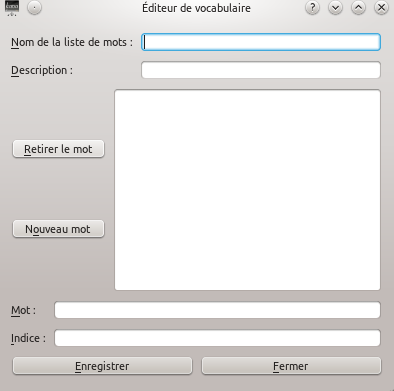 Éditeur de vocabulaire
Nom de la liste de mots :
Description :
Retirer le mot
Nouveau mot
Mot :
Indice :
Enregistrer
Fermer